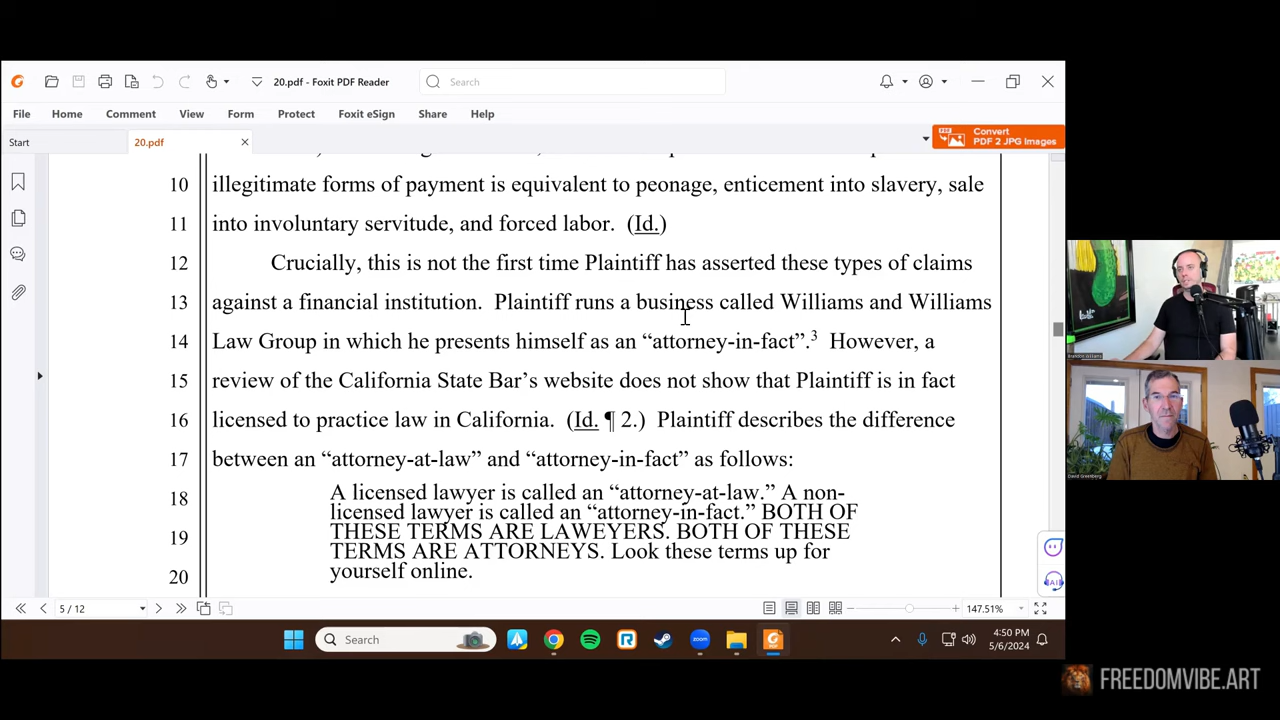 20.pdf - Foxit PDF Reader
Search
File Home Comment View Form Protect Foxit eSign Share Help
Start 20.pdf
Convert
PDF 2 JPG Images
10 illegitimate forms of payment is equivalent to peonage, enticement into slavery, sale
11 into involuntary servitude, and forced labor. (Id.)
12 Crucially, this is not the first time Plaintiff has asserted these types of claims
13 against a financial institution. Plaintiff runs a business called Williams and Williams
14 Law Group in which he presents himself as an “attorney-in-fact”.3 However, a
15 review of the California State Bar’s website does not show that Plaintiff is in fact
16 licensed to practice law in California. (Id. ¶ 2.) Plaintiff describes the difference
17 between an “attorney-at-law” and “attorney-in-fact” as follows:
18 A licensed lawyer is called an “attorney-at-law.” A non-
licensed lawyer is called an “attorney-in-fact.” BOTH OF
19 THESE TERMS ARE LAWEYERS. BOTH OF THESE
TERMS ARE ATTORNEYS. Look these terms up for
20 yourself online.
Brandon Williams
David Greenberg
5 / 12
147.51%
Search
zoom
4:50 PM
5/6/2024
FREEDOMVIBE.ART